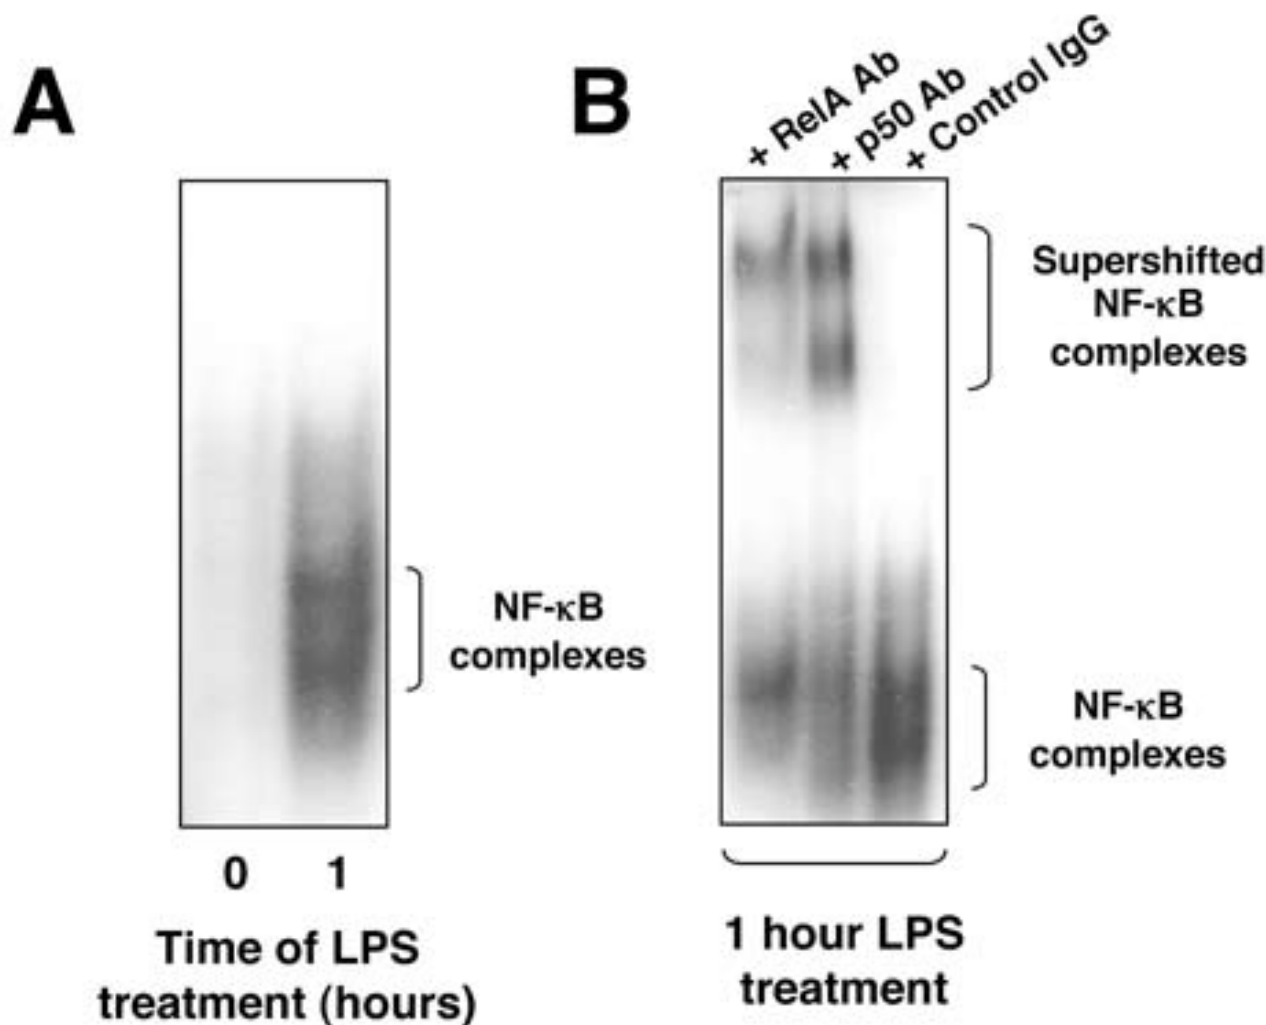 A
NF-κB
complexes
0 1
Time of LPS
treatment (hours)
B
+ RelA Ab
+ p50 Ab
+ Control IgG
Supershifted
NF-κB
complexes
NF-κB
complexes
1 hour LPS
treatment